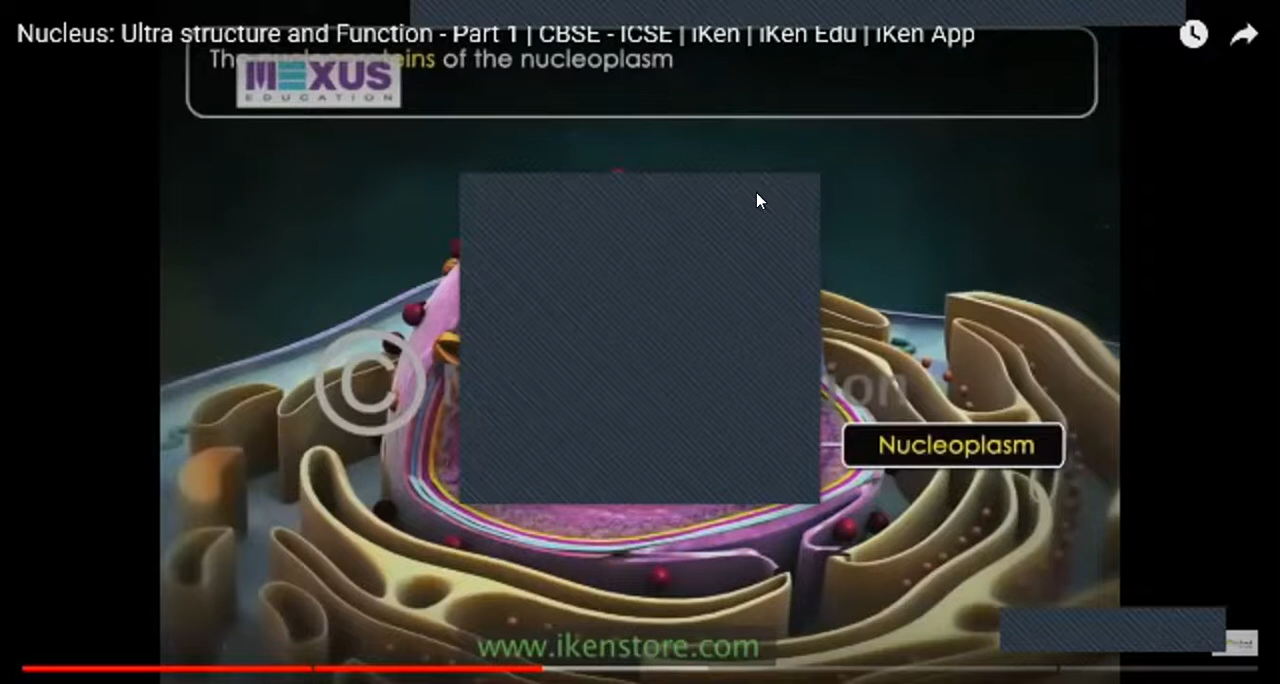 Nucleus: Ultra structure and Function - Part 1 | CBSE - ICSE | iKen | iKen Edu | iKen App
The of the nucleoplasm
MEXUS
EDUCATION
©
Nucleoplasm
www.ikenstore.com